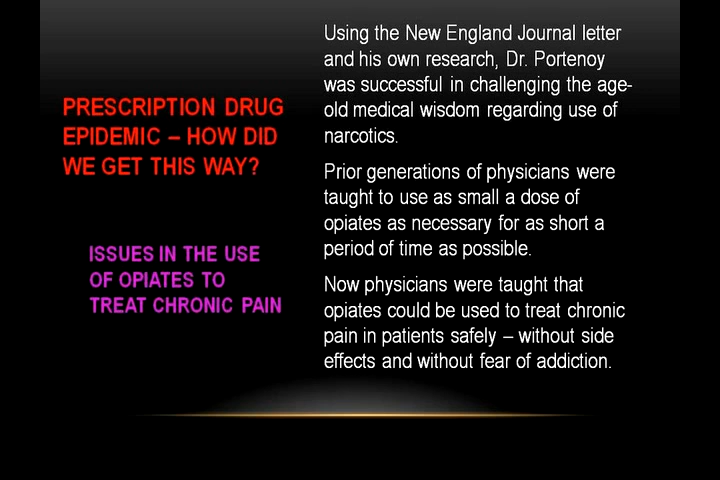 PRESCRIPTION DRUG
EPIDEMIC – HOW DID
WE GET THIS WAY?
ISSUES IN THE USE
OF OPIATES TO
TREAT CHRONIC PAIN
Using the New England Journal letter
and his own research, Dr. Portenoy
was successful in challenging the age-
old medical wisdom regarding use of
narcotics.
Prior generations of physicians were
taught to use as small a dose of
opiates as necessary for as short a
period of time as possible.
Now physicians were taught that
opiates could be used to treat chronic
pain in patients safely – without side
effects and without fear of addiction.